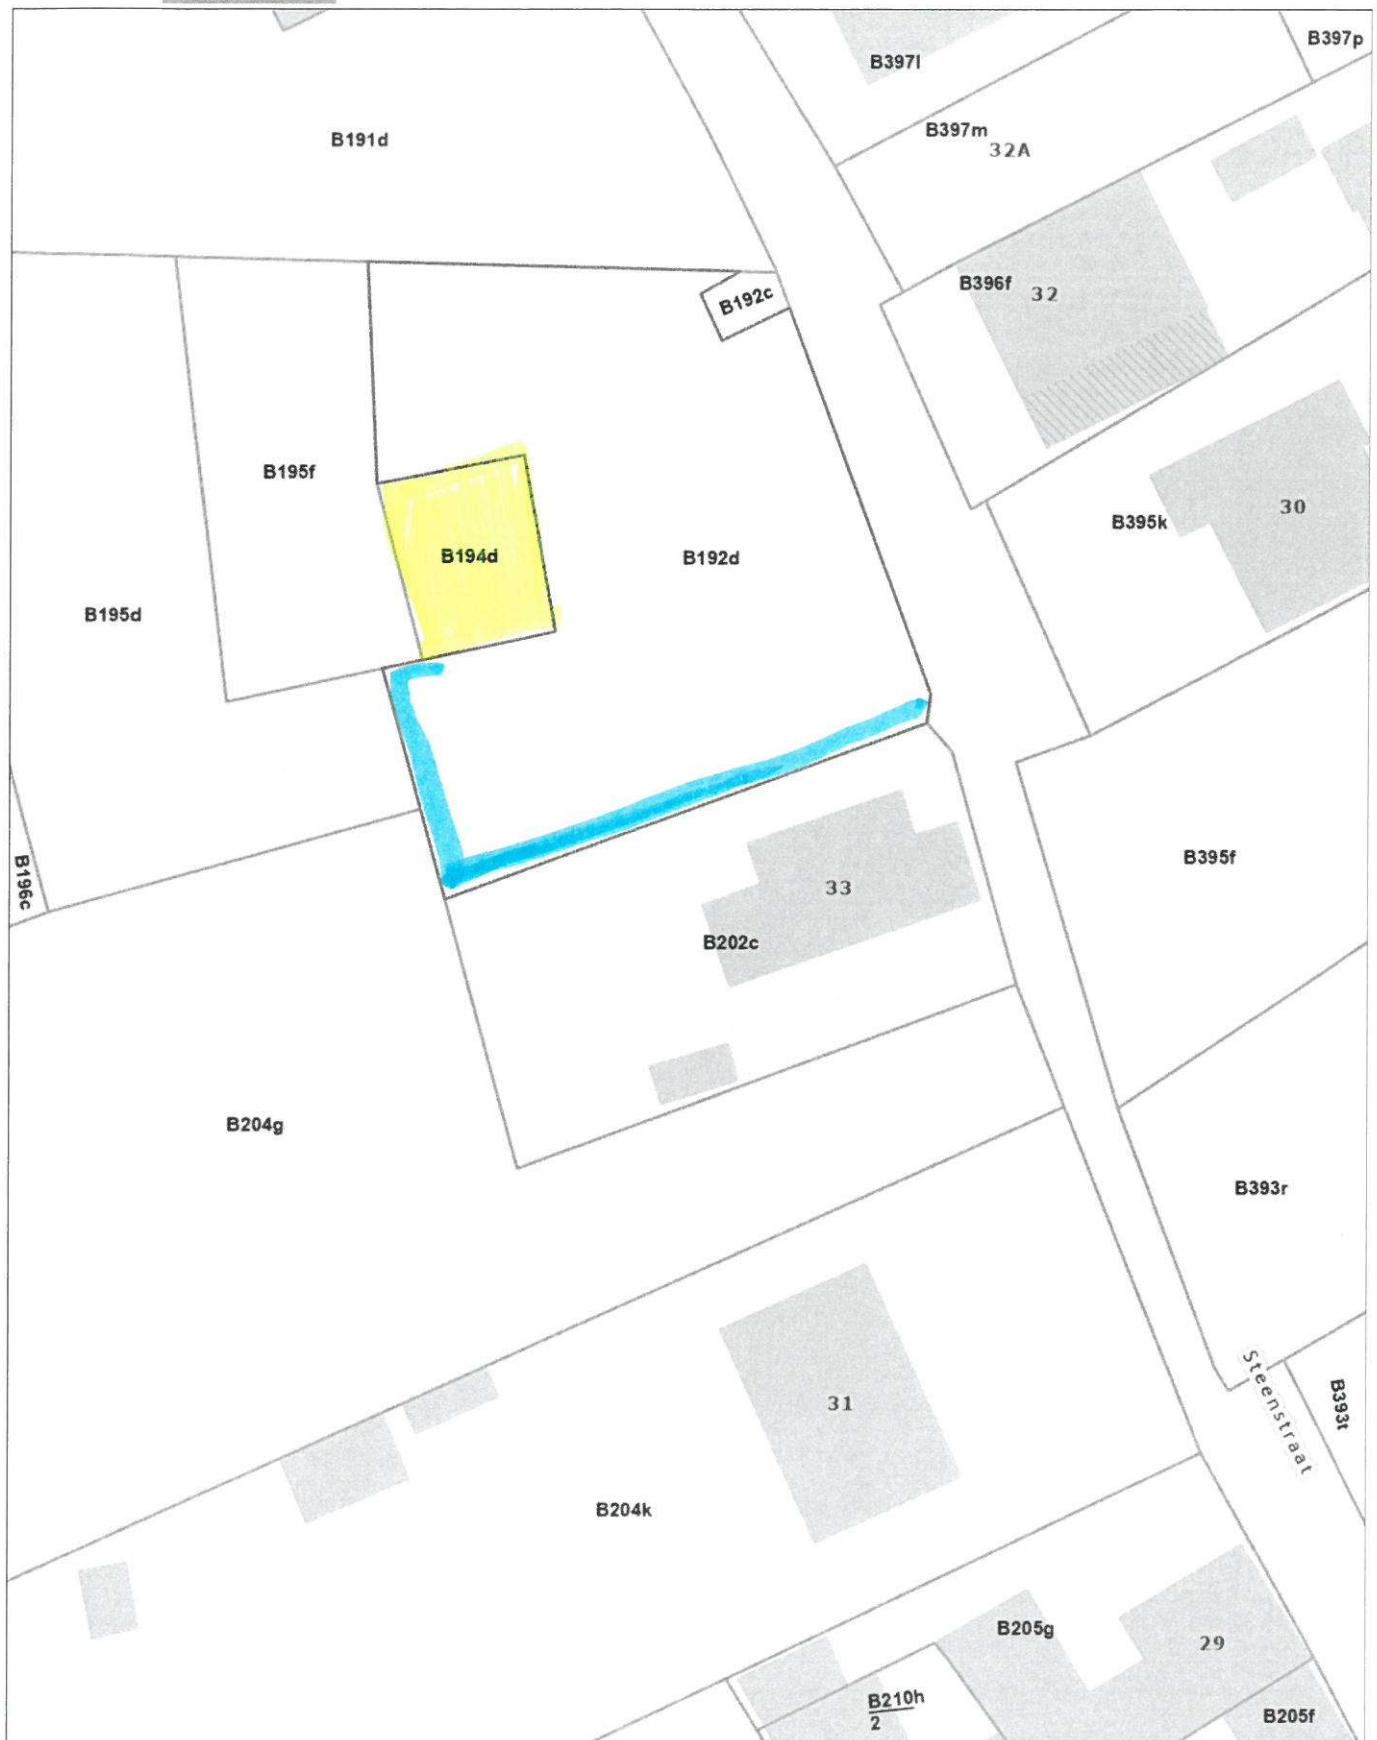 B397p
B397l
B397m
32A
B191d
B396f
32
B192c
B195f
B395k
30
B194d
B192d
B195d
B395f
B196c
33
B202c
B204g
B393r
Steenstraat
B393t
31
B204k
B205g
29
B210h
2
B205f